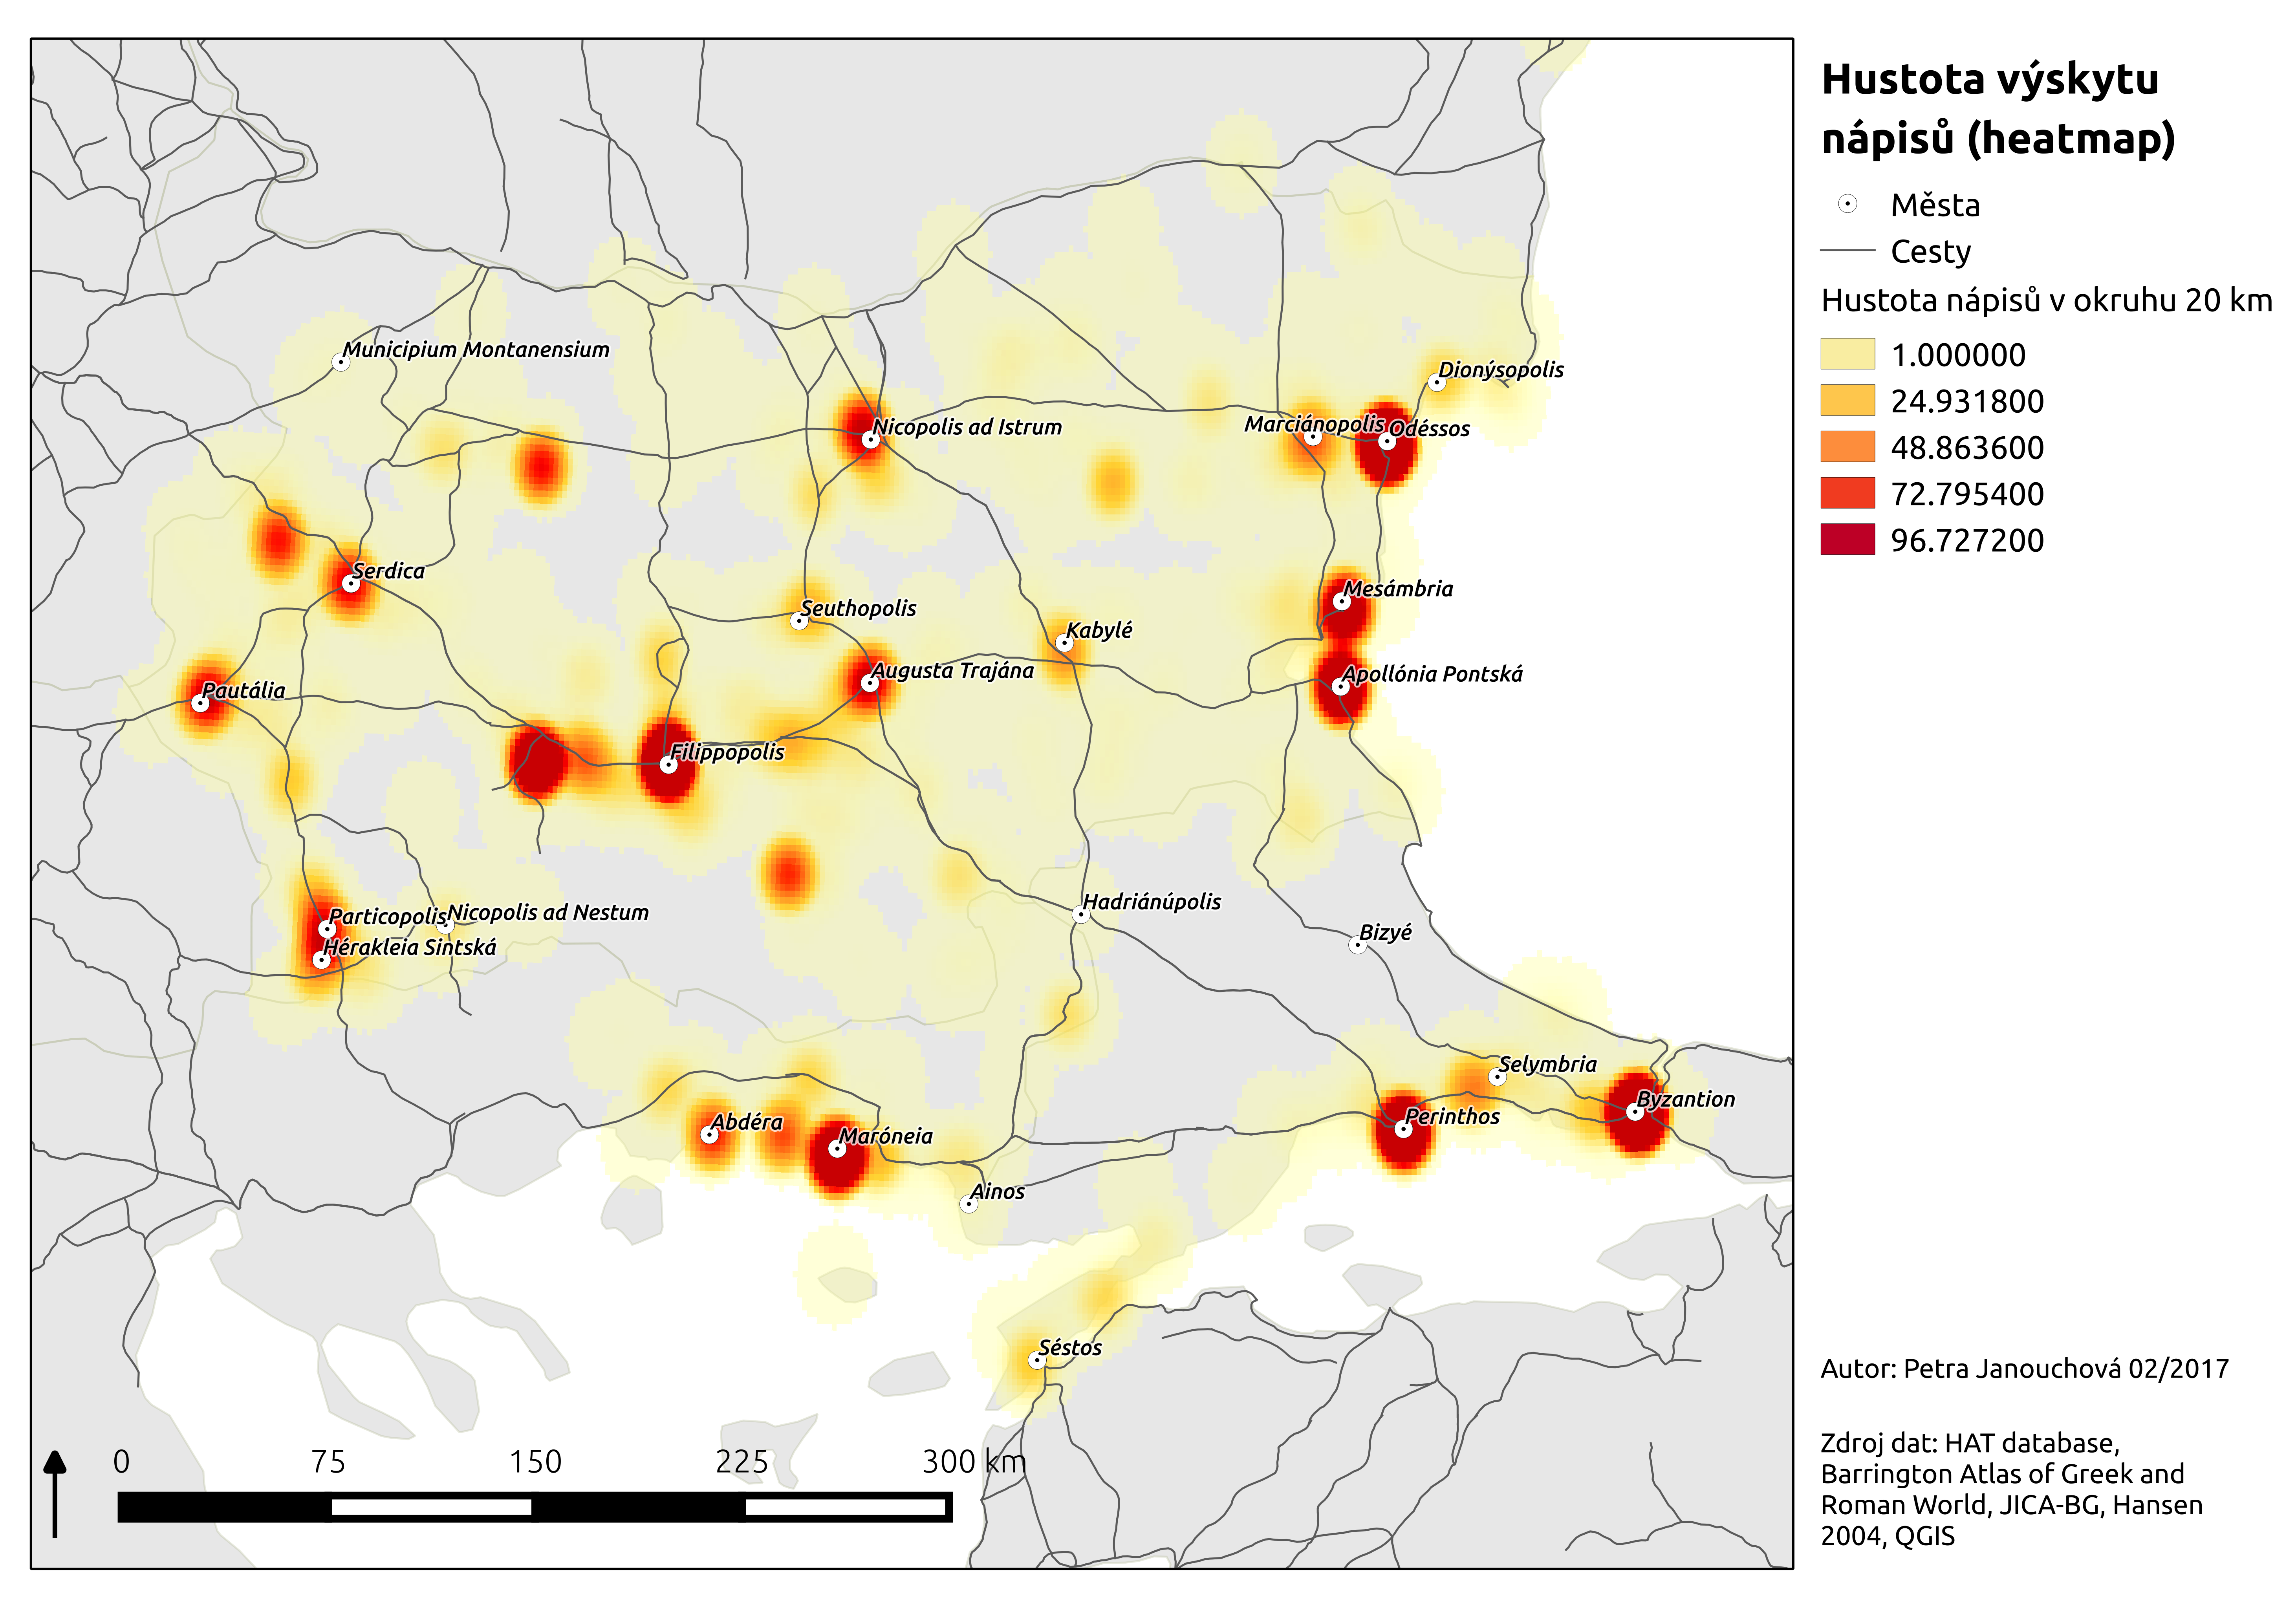 Hustota výskytu
nápisů (heatmap)
Města
Cesty
Hustota nápisů v okruhu 20 km
1.000000
24.931800
48.863600
72.795400
96.727200
Municipium Montanensium
Dionýsopolis
Nicopolis ad Istrum
Marciánopolis
Odéssos
Serdica
Mesámbria
Seuthopolis
Kabylé
Augusta Trajána
Apollónia Pontská
Pautália
Filippopolis
Hadriánúpolis
Particopolis
Nicopolis ad Nestum
Bizyé
Hérakleia Sintská
Selymbria
Byzantion
Abdéra
Perinthos
Maróneia
Ainos
Séstos
0 75 150 225 300 km
Autor: Petra Janouchová 02/2017
Zdroj dat: HAT database,
Barrington Atlas of Greek and
Roman World, JICA-BG, Hansen
2004, QGIS